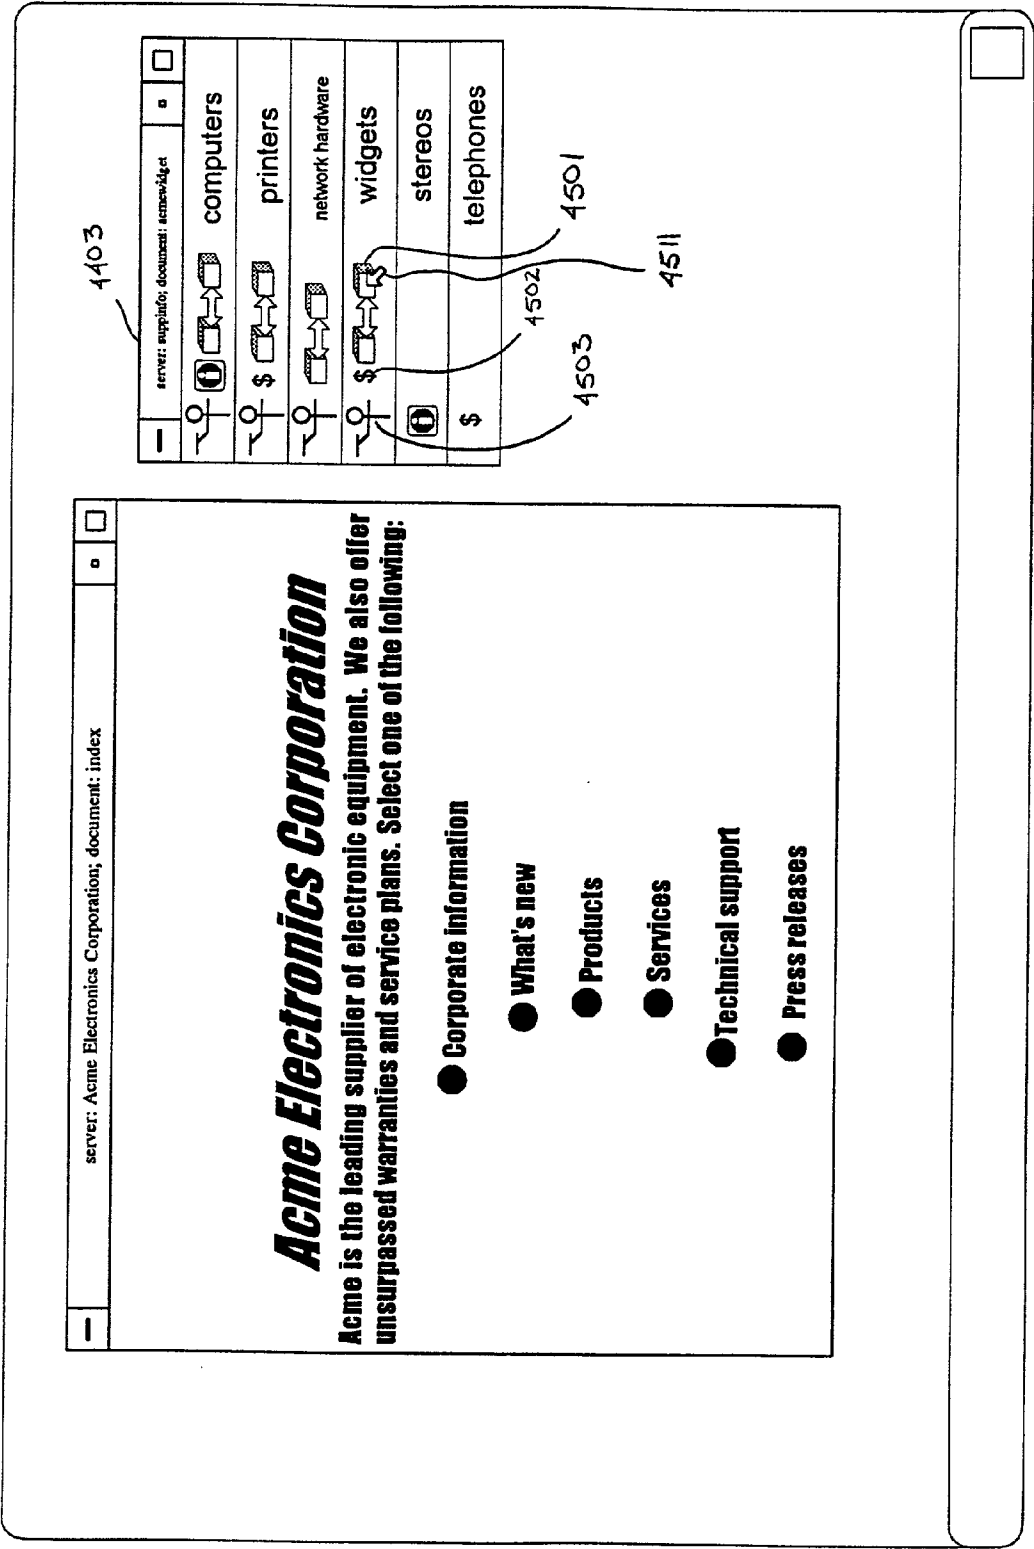 server: Acme Electronics Corporation; document: index
Acme Electronics Corporation
Acme is the leading supplier of electronic equipment. We also offer
unsurpassed warranties and service plans. Select one of the following:
Corporate information
What's new
Products
Services
Technical support
Press releases
4403
server: suppinfo; document: acmewidget
computers
$ printers
network hardware
$ widgets
stereos
$ telephones
4503
4502
4501
4511